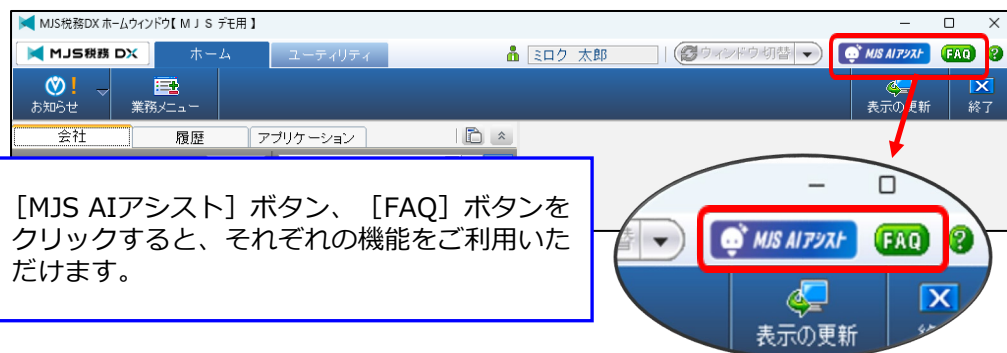 MJS税務DX ホームウィンドウ【ＭＪＳ デモ用】
MJS税務 DX ホーム ユーティリティ ミロク 太郎 ウィンドウ切替 MJS AIアシスト FAQ ?
お知らせ 業務メニュー 表示の更新 終了
会社 履歴 アプリケーション
［MJS AIアシスト］ボタン、［FAQ］ボタンを
クリックすると、それぞれの機能をご利用いた
だけます。
替 MJS AIアシスト FAQ ?
表示の更新